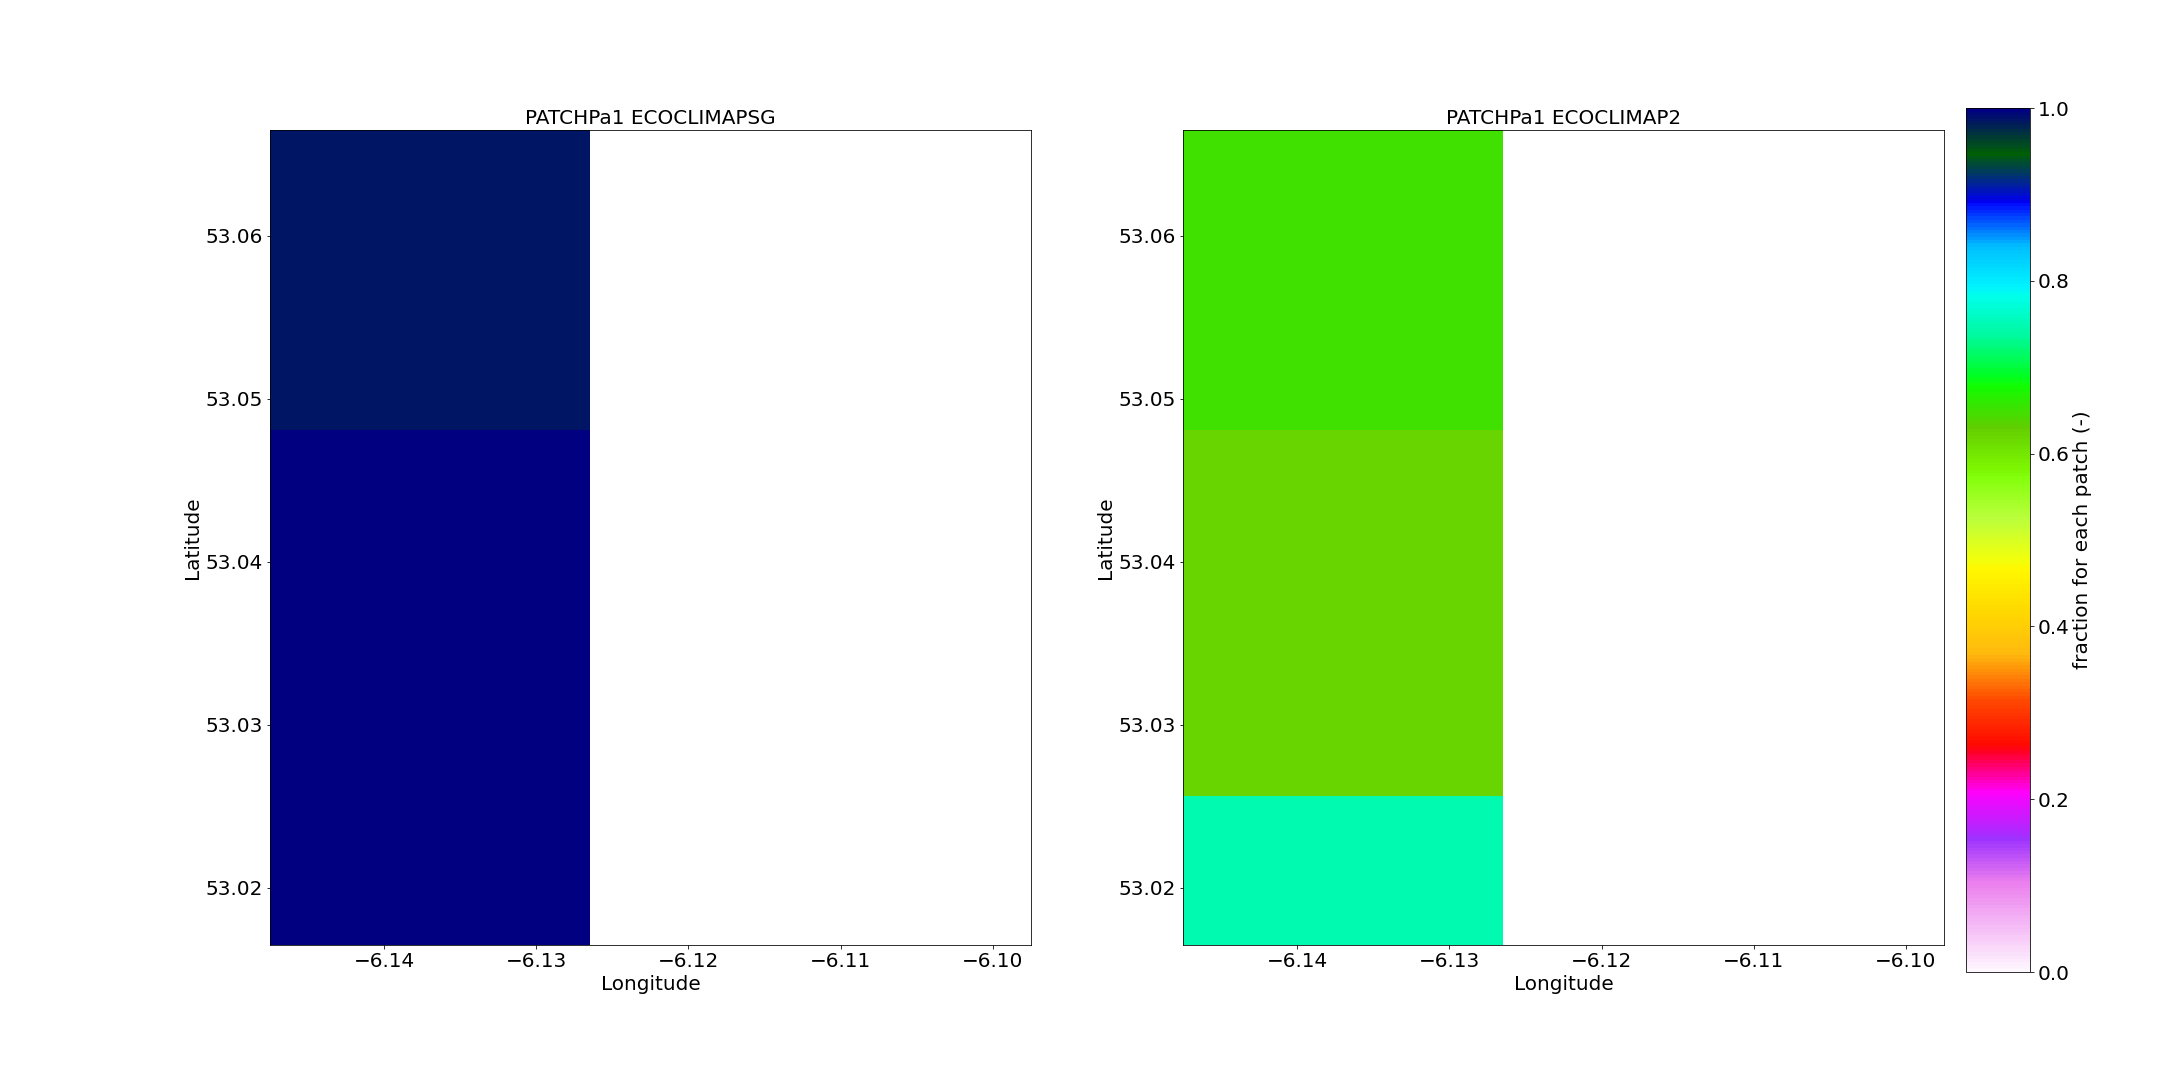 PATCHPa1 ECOCLIMAPSG
53.06
53.05
53.04
53.03
53.02
Latitude
−6.14 −6.13 −6.12 −6.11 −6.10
Longitude
PATCHPa1 ECOCLIMAP2
53.06
53.05
53.04
53.03
53.02
Latitude
−6.14 −6.13 −6.12 −6.11 −6.10
Longitude
1.0
0.8
0.6
0.4
0.2
0.0
fraction for each patch (-)